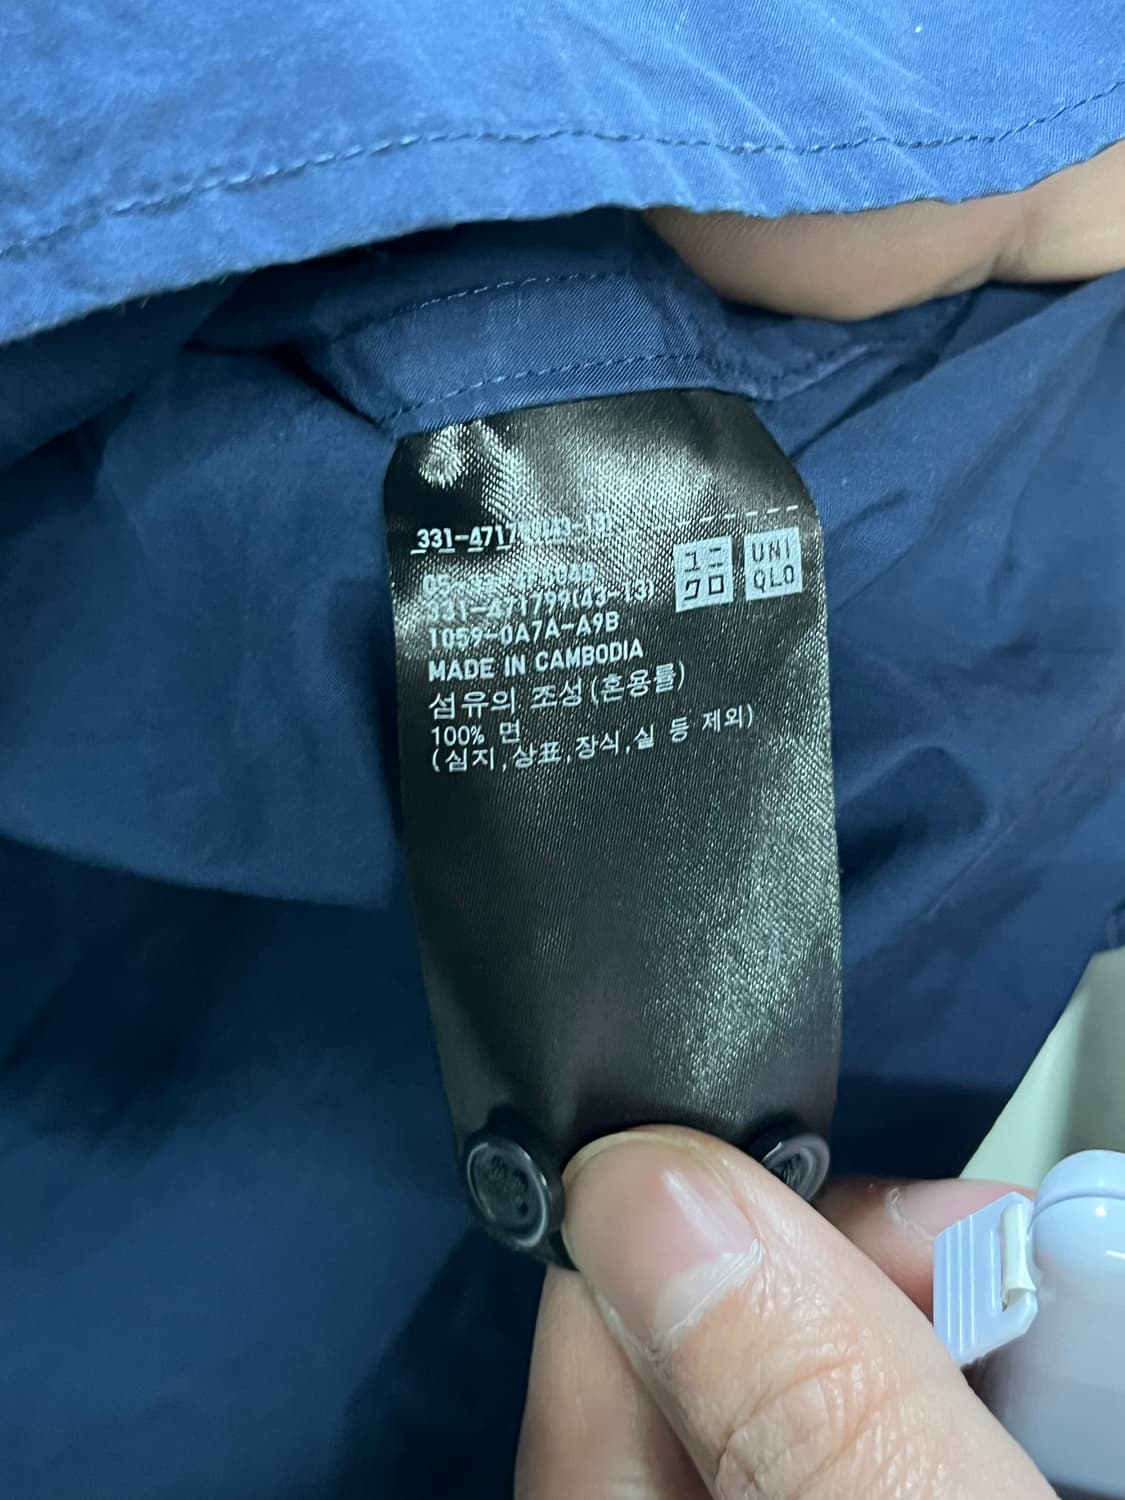 331-4717
ユニ
クロ
UNI
QLO
331-471799(43-13)
1059-0A7A-A9B
MADE IN CAMBODIA
섬유의 조성(혼용률)
100% 면
(심지,상표,장식,실 등 제외)